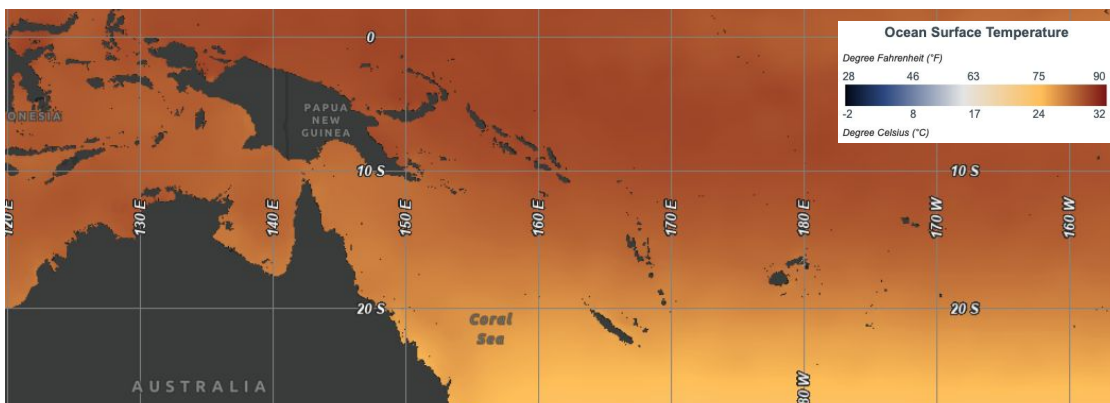 Ocean Surface Temperature
Degree Fahrenheit (°F)
28 46 63 75 90
-2 8 17 24 32
Degree Celsius (°C)
0
ONESIA
PAPUA
NEW
GUINEA
10 S 10 S
120 E 130 E 140 E 150 E 160 E 170 E 180 E 170 W 160 W
20 S 20 S
Coral
Sea
AUSTRALIA
80 W